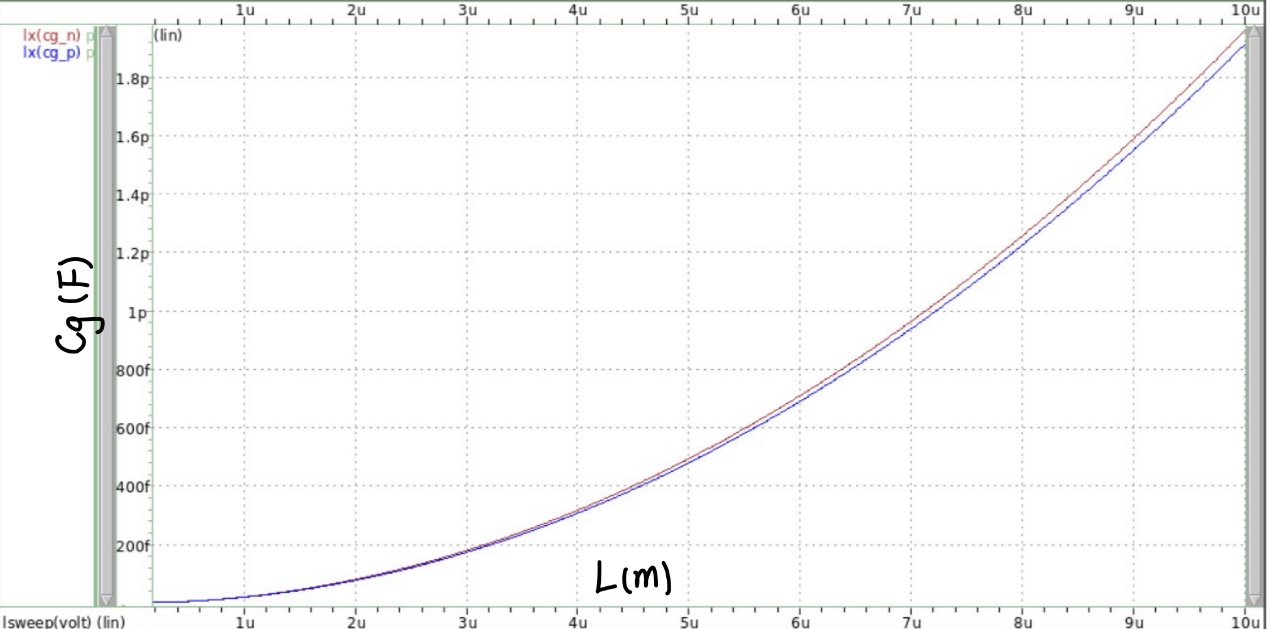 1u 2u 3u 4u 5u 6u 7u 8u 9u 10u
lx(cg_n) p
(lin)
lx(cg_p) p
1.8p
1.6p
1.4p
1.2p
Cg (F)
1p
800f
600f
400f
200f
L(m)
lsweep(volt) (lin) 1u 2u 3u 4u 5u 6u 7u 8u 9u 10u